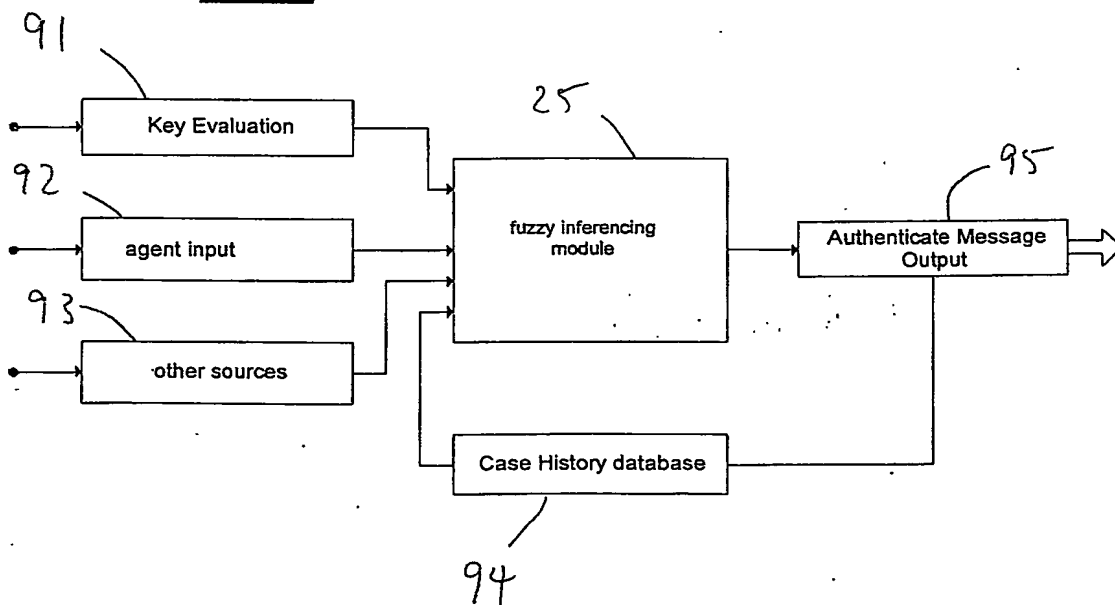 91
Key Evaluation
25
92
agent input
fuzzy inferencing
module
95
Authenticate Message
Output
93
other sources
Case History database
94